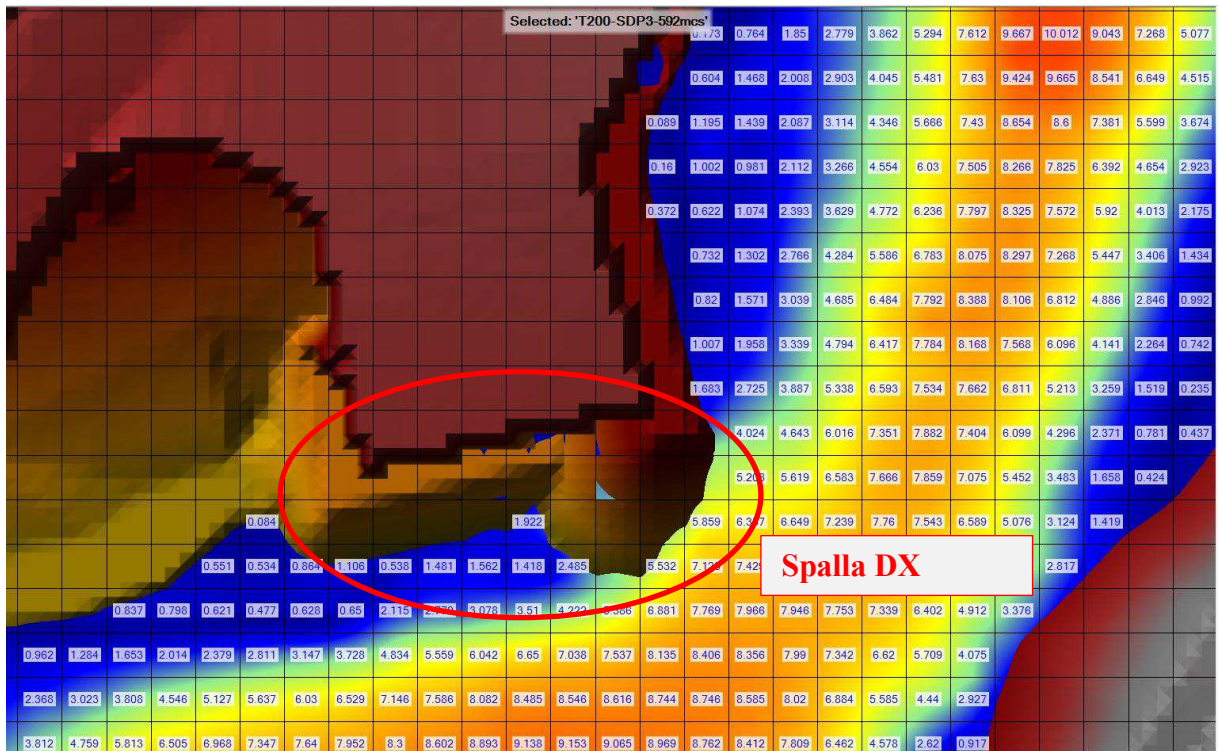 Selected: 'T200-SDP3-592mcs'
0.173 0.764 1.85 2.779 3.862 5.294 7.612 9.667 10.012 9.043 7.268 5.077
0.604 1.468 2.008 2.903 4.045 5.481 7.63 9.424 9.665 8.541 6.649 4.515
0.089 1.195 1.439 2.087 3.114 4.346 5.666 7.43 8.654 8.6 7.381 5.599 3.674
0.16 1.002 0.981 2.112 3.266 4.554 6.03 7.505 8.266 7.825 6.392 4.654 2.923
0.372 0.622 1.074 2.393 3.629 4.772 6.236 7.797 8.325 7.572 5.92 4.013 2.175
0.732 1.302 2.766 4.284 5.586 6.783 8.075 8.297 7.268 5.447 3.406 1.434
0.82 1.571 3.039 4.685 6.484 7.792 8.388 8.106 6.812 4.886 2.846 0.992
1.007 1.958 3.339 4.794 6.417 7.784 8.168 7.568 6.096 4.141 2.264 0.742
1.683 2.725 3.887 5.338 6.593 7.534 7.662 6.811 5.213 3.259 1.519 0.235
4.024 4.643 6.016 7.351 7.882 7.404 6.099 4.296 2.371 0.781 0.437
5.619 6.583 7.666 7.859 7.075 5.452 3.483 1.658 0.424
0.084 1.922 5.859 6.649 7.239 7.76 7.543 6.589 5.076 3.124 1.419
0.551 0.534 0.864 1.106 0.538 1.481 1.562 1.418 2.485 5.532 2.817
Spalla DX
0.837 0.798 0.621 0.477 0.628 0.65 2.115 3.078 3.51 6.881 7.769 7.966 7.946 7.753 7.339 6.402 4.912 3.376
0.962 1.284 1.653 2.014 2.379 2.811 3.147 3.728 4.834 5.559 6.042 6.65 7.038 7.537 8.135 8.406 8.356 7.99 7.342 6.62 5.709 4.075
2.368 3.023 3.808 4.546 5.127 5.637 6.03 6.529 7.146 7.586 8.082 8.485 8.546 8.616 8.744 8.746 8.585 8.02 6.884 5.585 4.44 2.927
3.812 4.759 5.813 6.505 6.968 7.347 7.64 7.952 8.3 8.602 8.893 9.138 9.153 9.065 8.969 8.762 8.412 7.809 6.462 4.578 2.62 0.917